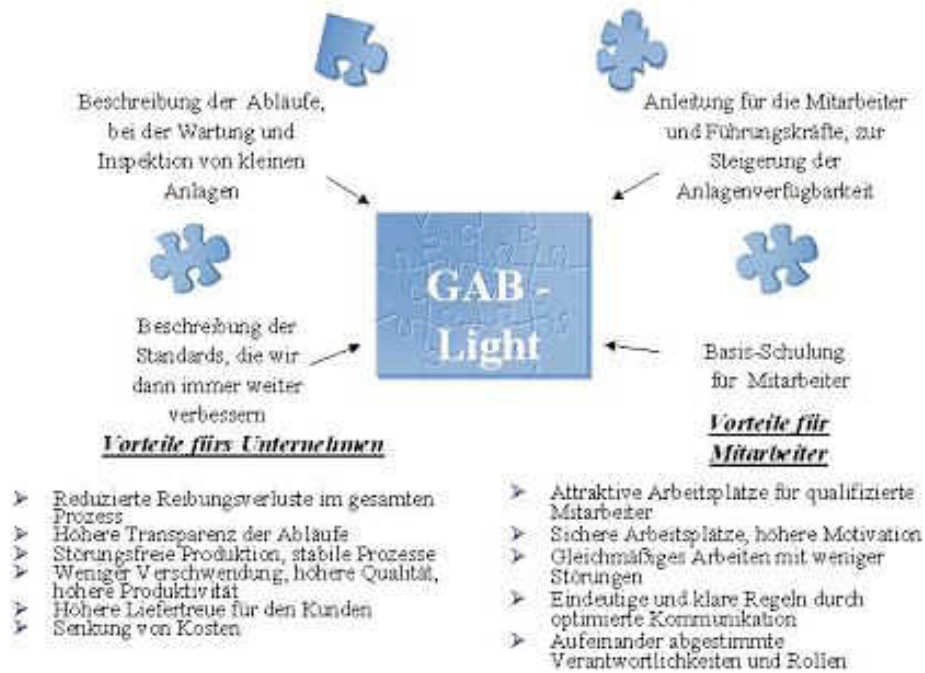 Beschreibung der Abläufe,
bei der Wartung und
Inspektion von kleinen
Anlagen
Anleitung für die Mitarbeiter
und Führungskräfte, zur
Steigerung der
Anlagenverfügbarkeit
GAB -
Light
Beschreibung der
Standards, die wir
dann immer weiter
verbessern
Basis-Schulung
für Mitarbeiter
Vorteile fürs Unternehmen
Reduzierte Reibungsverluste im gesamten
Prozess
Höhere Transparenz der Abläufe
Störungsfreie Produktion, stabile Prozesse
Weniger Verschwendung, höhere Qualität,
höhere Produktivität
Höhere Liefertreue für den Kunden
Senkung von Kosten
Vorteile für
Mitarbeiter
Attraktive Arbeitsplätze für qualifizierte
Mitarbeiter
Sichere Arbeitsplätze, höhere Motivation
Gleichmäßiges Arbeiten mit weniger
Störungen
Eindeutige und klare Regeln durch
optimierte Kommunikation
Aufeinander abgestimmte
Verantwortlichkeiten und Rollen